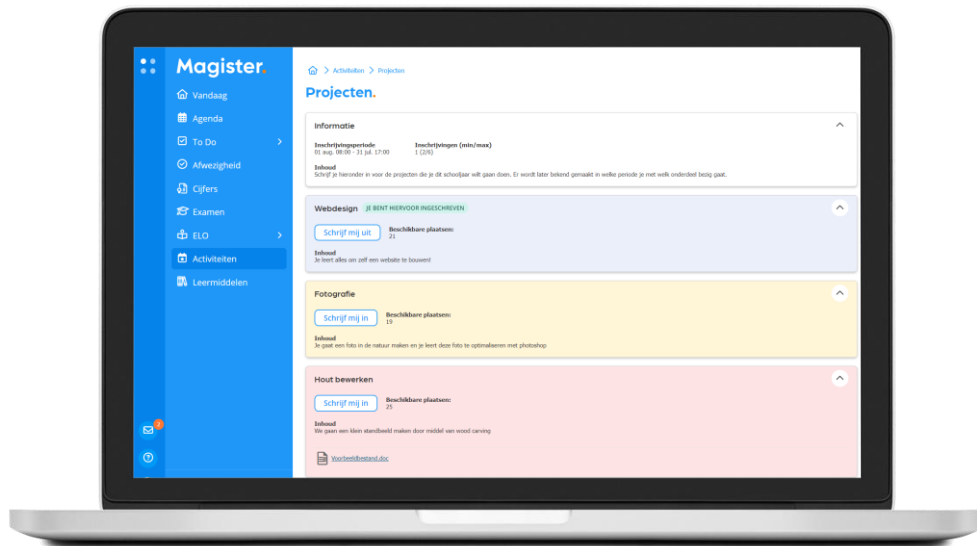 Magister.
Vandaag
Agenda
To Do
Afwezigheid
Cijfers
Examen
ELO
Activiteiten
Leermiddelen
2
Activiteiten > Projecten
Projecten.
Informatie
Inschrijvingsperiode Inschrijvingen (min/max)
01 aug. 08:00 - 31 jul. 17:00 1 (2/6)
Inhoud
Schrijf je hieronder in voor de projecten die je dit schooljaar wilt gaan doen. Er wordt later bekend gemaakt in welke periode je met welk onderdeel bezig gaat.
Webdesign JE BENT HIERVOOR INGESCHREVEN
Schrijf mij uit Beschikbare plaatsen:
21
Inhoud
Je leert alles om zelf een website te bouwen!
Fotografie
Schrijf mij in Beschikbare plaatsen:
19
Inhoud
Je gaat een foto in de natuur maken en je leert deze foto te optimaliseren met photoshop
Hout bewerken
Schrijf mij in Beschikbare plaatsen:
25
Inhoud
We gaan een klein standbeeld maken door middel van wood carving
Voorbeeldbestand.doc